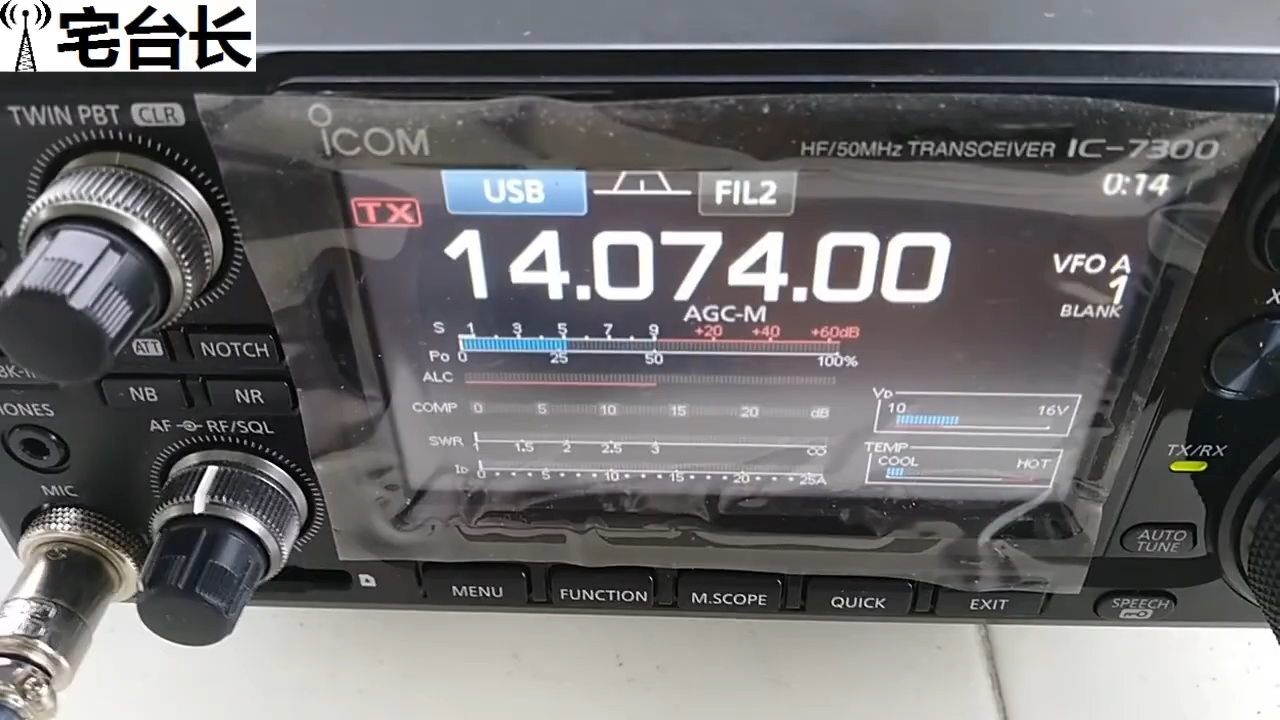 宅台长
TWIN PBT CLR
ICOM
HF/50MHz TRANSCEIVER IC-7300
USB
FIL2
0:14
TX
14.074.00
VFO A
1
BLANK
AGC-M
S 1 3 5 7 9 +20 +40 +60dB
Po 0 25 50 100%
ALC
COMP 0 5 10 15 20 dB
SWR 1 1.5 2 2.5 3 ∞
ID 0 5 10 15 20 25A
VD
10 16V
TEMP
COOL HOT
ATT
NOTCH
NB
NR
AF RF/SQL
MIC
TX/RX
AUTO
TUNE
MENU
FUNCTION
M.SCOPE
QUICK
EXIT
SPEECH